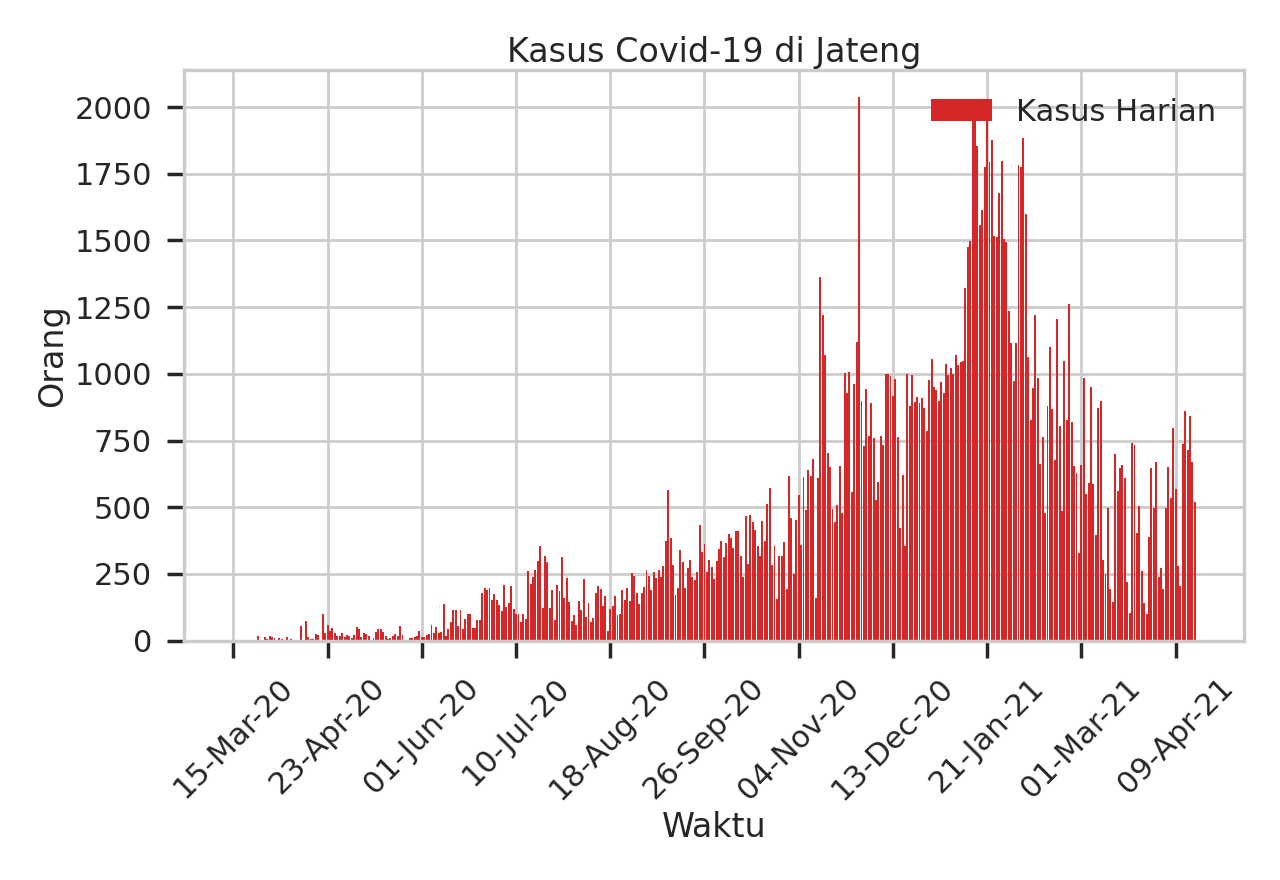 Kasus Covid-19 di Jateng
Kasus Harian
Orang
2000
1750
1500
1250
1000
750
500
250
0
15-Mar-20
23-Apr-20
01-Jun-20
10-Jul-20
18-Aug-20
26-Sep-20
04-Nov-20
13-Dec-20
21-Jan-21
01-Mar-21
09-Apr-21
Waktu